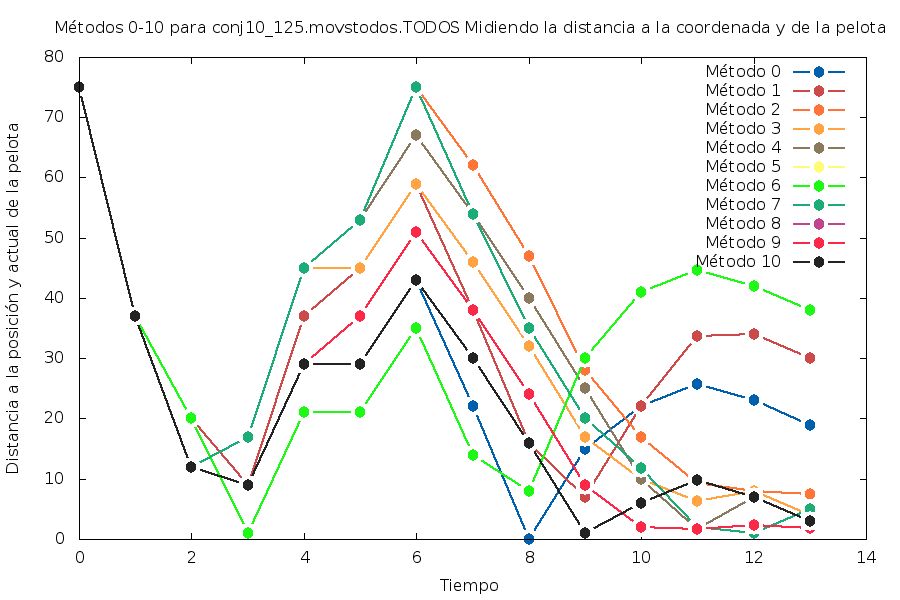 Métodos 0-10 para conj10_125.movstodos.TODOS Midiendo la distancia a la coordenada y de la pelota
Distancia a la posición y actual de la pelota
80
70
60
50
40
30
20
10
0
Método 0
Método 1
Método 2
Método 3
Método 4
Método 5
Método 6
Método 7
Método 8
Método 9
Método 10
0 2 4 6 8 10 12 14
Tiempo